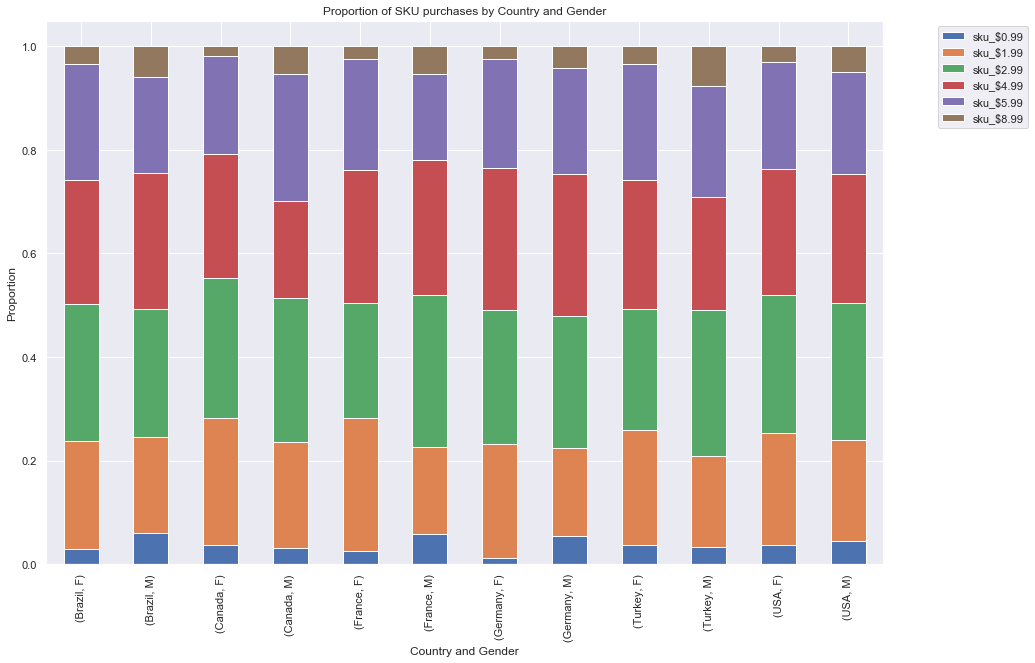 Proportion of SKU purchases by Country and Gender
sku_$0.99
sku_$1.99
sku_$2.99
sku_$4.99
sku_$5.99
sku_$8.99
Proportion
1.0
0.8
0.6
0.4
0.2
0.0
(Brazil, F)
(Brazil, M)
(Canada, F)
(Canada, M)
(France, F)
(France, M)
(Germany, F)
(Germany, M)
(Turkey, F)
(Turkey, M)
(USA, F)
(USA, M)
Country and Gender